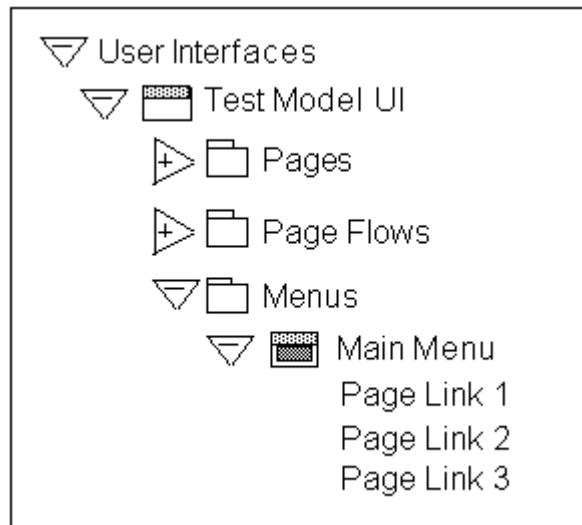 User Interfaces
Test Model UI
Pages
Page Flows
Menus
Main Menu
Page Link 1
Page Link 2
Page Link 3